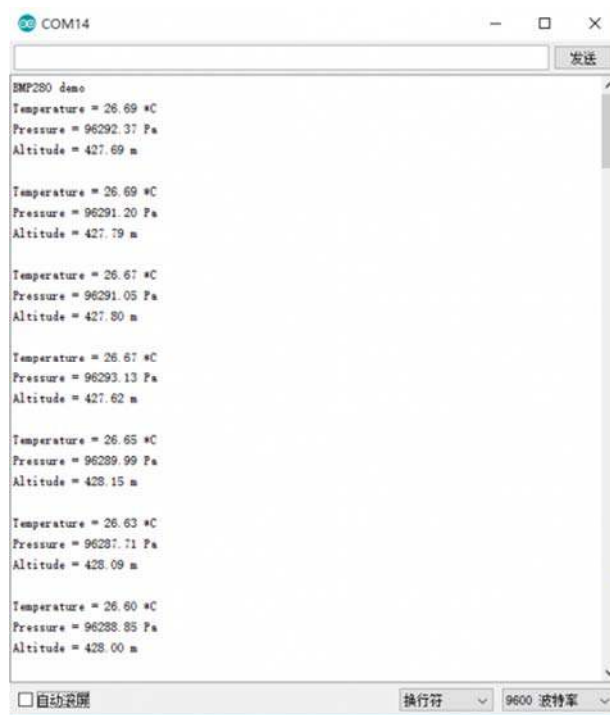 COM14
发送
BMP280 demo
Temperature = 26.69 *C
Pressure = 96292.37 Pa
Altitude = 427.69 m
Temperature = 26.69 *C
Pressure = 96291.20 Pa
Altitude = 427.79 m
Temperature = 26.67 *C
Pressure = 96291.05 Pa
Altitude = 427.80 m
Temperature = 26.67 *C
Pressure = 96293.13 Pa
Altitude = 427.62 m
Temperature = 26.65 *C
Pressure = 96289.99 Pa
Altitude = 428.15 m
Temperature = 26.63 *C
Pressure = 96287.71 Pa
Altitude = 428.09 m
Temperature = 26.60 *C
Pressure = 96288.85 Pa
Altitude = 428.00 m
自动滚屏 换行符 9600 波特率